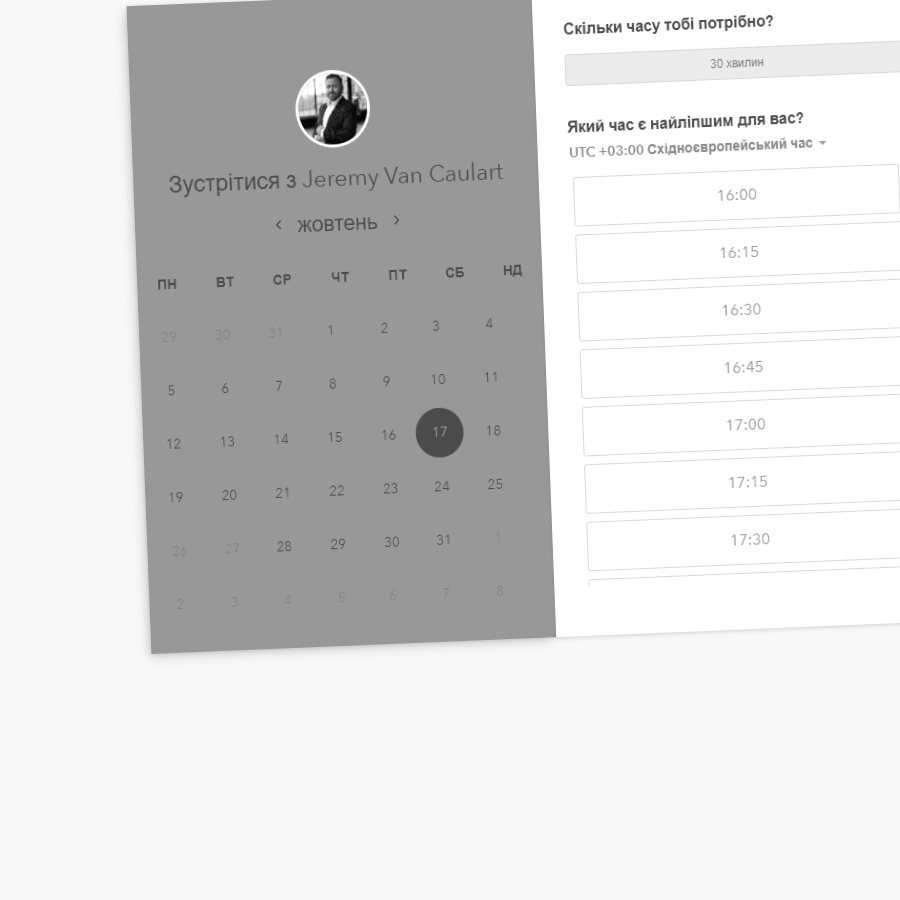 Зустрітися з Jeremy Van Caulart
жовтень
ПН ВТ СР ЧТ ПТ СБ НД
29 30 31 1 2 3 4
5 6 7 8 9 10 11
12 13 14 15 16 17 18
19 20 21 22 23 24 25
26 27 28 29 30 31 1
2 3 4 5 6 7 8
Скільки часу тобі потрібно?
30 хвилин
Який час є найліпшим для вас?
UTC +03:00 Східноєвропейський час
16:00
16:15
16:30
16:45
17:00
17:15
17:30